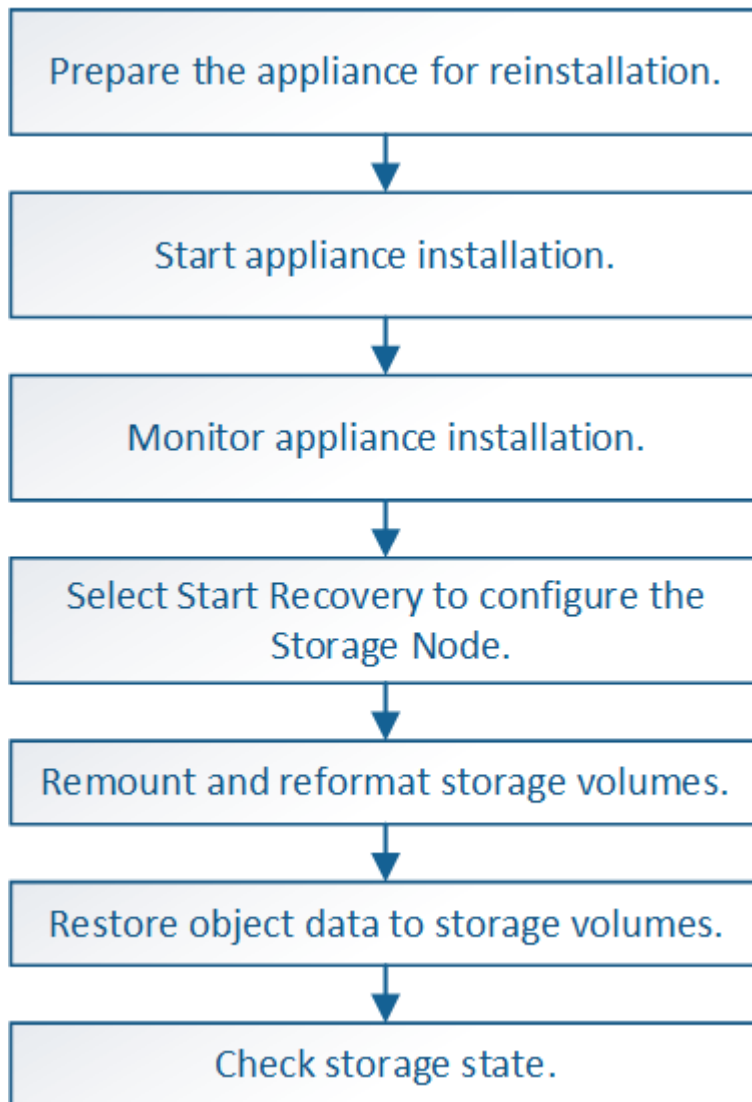 Prepare the appliance for reinstallation.
Start appliance installation.
Monitor appliance installation.
Select Start Recovery to configure the
Storage Node.
Remount and reformat storage volumes.
Restore object data to storage volumes.
Check storage state.